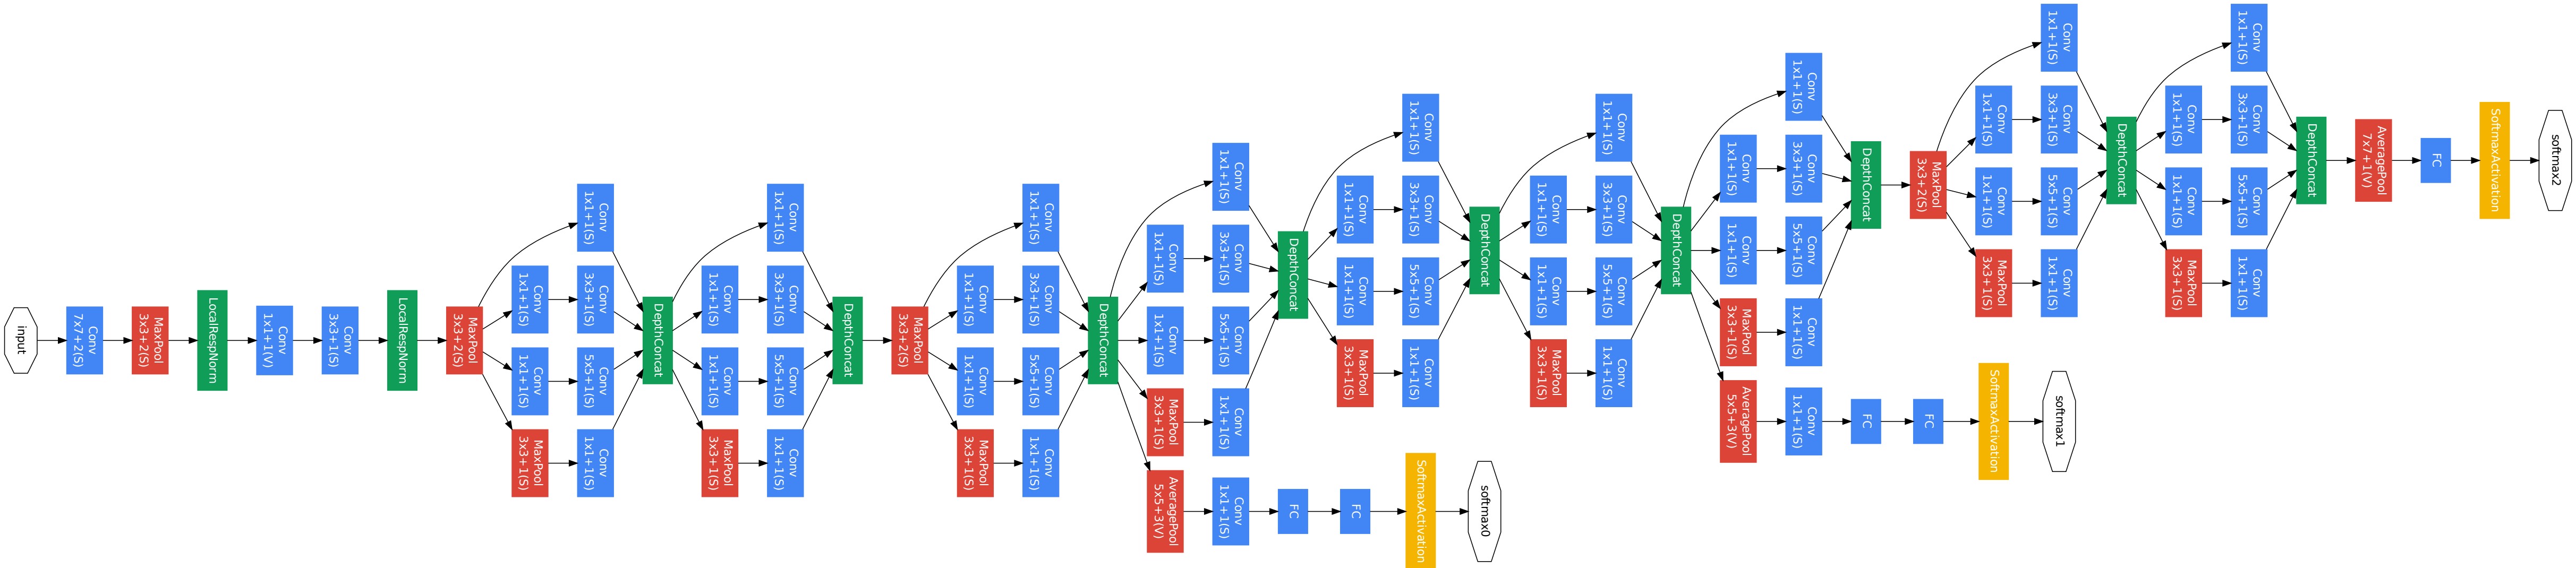 input
Conv
7x7+2(S)
MaxPool
3x3+2(S)
LocalRespNorm
Conv
1x1+1(V)
Conv
3x3+1(S)
LocalRespNorm
MaxPool
3x3+2(S)
Conv
1x1+1(S)
Conv
1x1+1(S)
MaxPool
3x3+1(S)
Conv
1x1+1(S)
Conv
3x3+1(S)
Conv
5x5+1(S)
Conv
1x1+1(S)
DepthConcat
Conv
1x1+1(S)
Conv
1x1+1(S)
MaxPool
3x3+1(S)
Conv
1x1+1(S)
Conv
3x3+1(S)
Conv
5x5+1(S)
Conv
1x1+1(S)
DepthConcat
MaxPool
3x3+2(S)
Conv
1x1+1(S)
Conv
1x1+1(S)
MaxPool
3x3+1(S)
Conv
1x1+1(S)
Conv
3x3+1(S)
Conv
5x5+1(S)
Conv
1x1+1(S)
DepthConcat
Conv
1x1+1(S)
Conv
1x1+1(S)
MaxPool
3x3+1(S)
AveragePool
5x5+3(V)
Conv
1x1+1(S)
Conv
3x3+1(S)
Conv
5x5+1(S)
Conv
1x1+1(S)
Conv
1x1+1(S)
DepthConcat
FC
Conv
1x1+1(S)
Conv
1x1+1(S)
MaxPool
3x3+1(S)
FC
Conv
1x1+1(S)
Conv
3x3+1(S)
Conv
5x5+1(S)
Conv
1x1+1(S)
SoftmaxActivation
DepthConcat
softmax0
Conv
1x1+1(S)
Conv
1x1+1(S)
MaxPool
3x3+1(S)
Conv
1x1+1(S)
Conv
3x3+1(S)
Conv
5x5+1(S)
Conv
1x1+1(S)
DepthConcat
Conv
1x1+1(S)
Conv
1x1+1(S)
MaxPool
3x3+1(S)
AveragePool
5x5+3(V)
Conv
1x1+1(S)
Conv
3x3+1(S)
Conv
5x5+1(S)
Conv
1x1+1(S)
Conv
1x1+1(S)
DepthConcat
FC
MaxPool
3x3+2(S)
FC
Conv
1x1+1(S)
Conv
1x1+1(S)
MaxPool
3x3+1(S)
SoftmaxActivation
Conv
1x1+1(S)
Conv
3x3+1(S)
Conv
5x5+1(S)
Conv
1x1+1(S)
softmax1
DepthConcat
Conv
1x1+1(S)
Conv
1x1+1(S)
MaxPool
3x3+1(S)
Conv
1x1+1(S)
Conv
3x3+1(S)
Conv
5x5+1(S)
Conv
1x1+1(S)
DepthConcat
AveragePool
7x7+1(V)
FC
SoftmaxActivation
softmax2